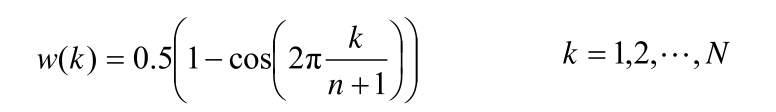 w(k) = 0.5(1 − cos(2π k/(n + 1))) k = 1,2,⋯,N